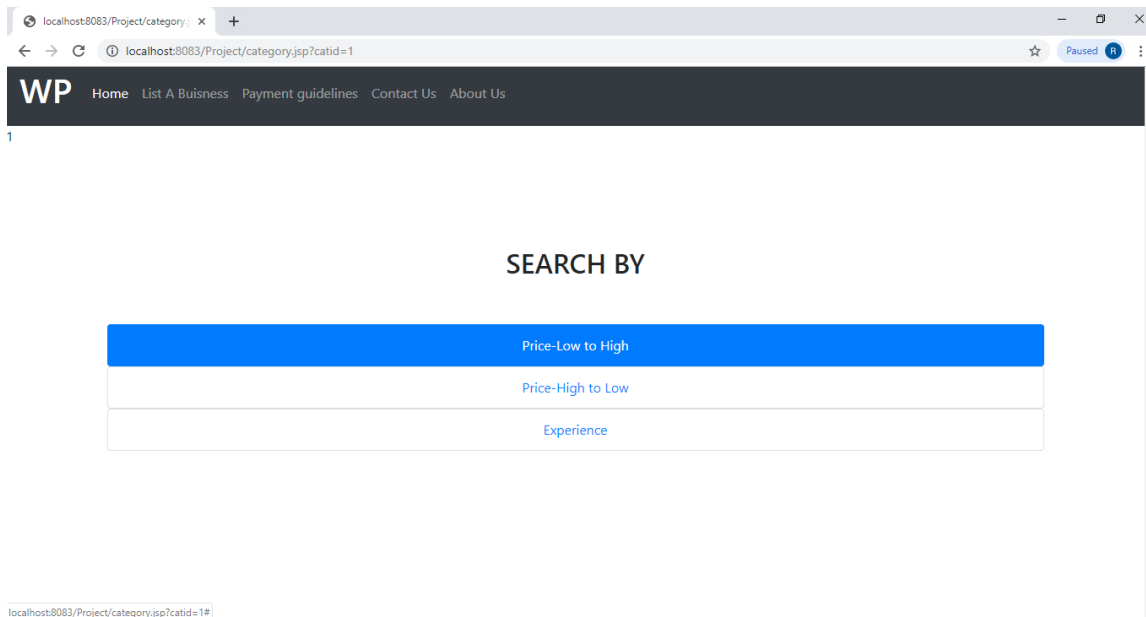 localhost:8083/Project/category.j
localhost:8083/Project/category.jsp?catid=1
Paused R
WP Home List A Buisness Payment guidelines Contact Us About Us
1
SEARCH BY
Price-Low to High
Price-High to Low
Experience
localhost:8083/Project/category.jsp?catid=1#